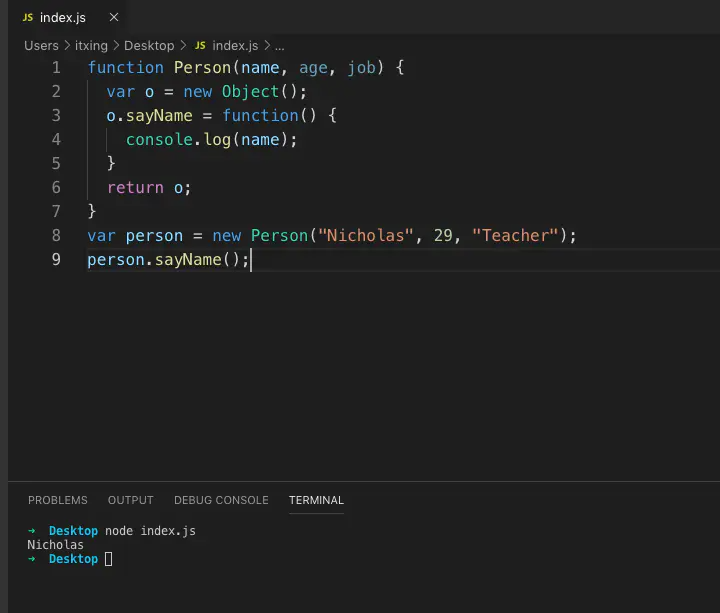 JS index.js ×
Users > itxing > Desktop > JS index.js > ...
1 function Person(name, age, job) {
2   var o = new Object();
3   o.sayName = function() {
4     console.log(name);
5   }
6   return o;
7 }
8 var person = new Person("Nicholas", 29, "Teacher");
9 person.sayName();
PROBLEMS OUTPUT DEBUG CONSOLE TERMINAL
→ Desktop node index.js
Nicholas
→ Desktop